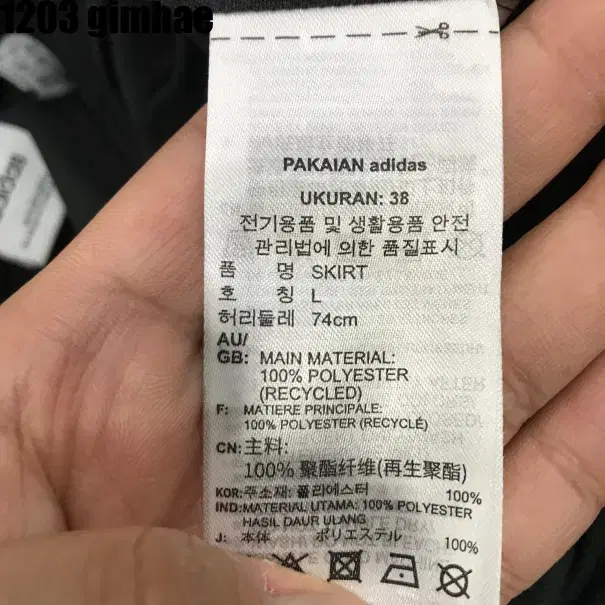 1203 gimhae
PAKAIAN adidas
UKURAN: 38
전기용품 및 생활용품 안전
관리법에 의한 품질표시
품 명 SKIRT
호 칭 L
허리둘레 74cm
AU/
GB: MAIN MATERIAL:
100% POLYESTER
(RECYCLED)
F: MATIERE PRINCIPALE:
100% POLYESTER (RECYCLÉ)
CN:主料:
100% 聚酯纤维(再生聚酯)
KOR:주소재: 폴리에스터 100%
IND:MATERIAL UTAMA: 100% POLYESTER
HASIL DAUR ULANG
J: 本体 ポリエステル 100%